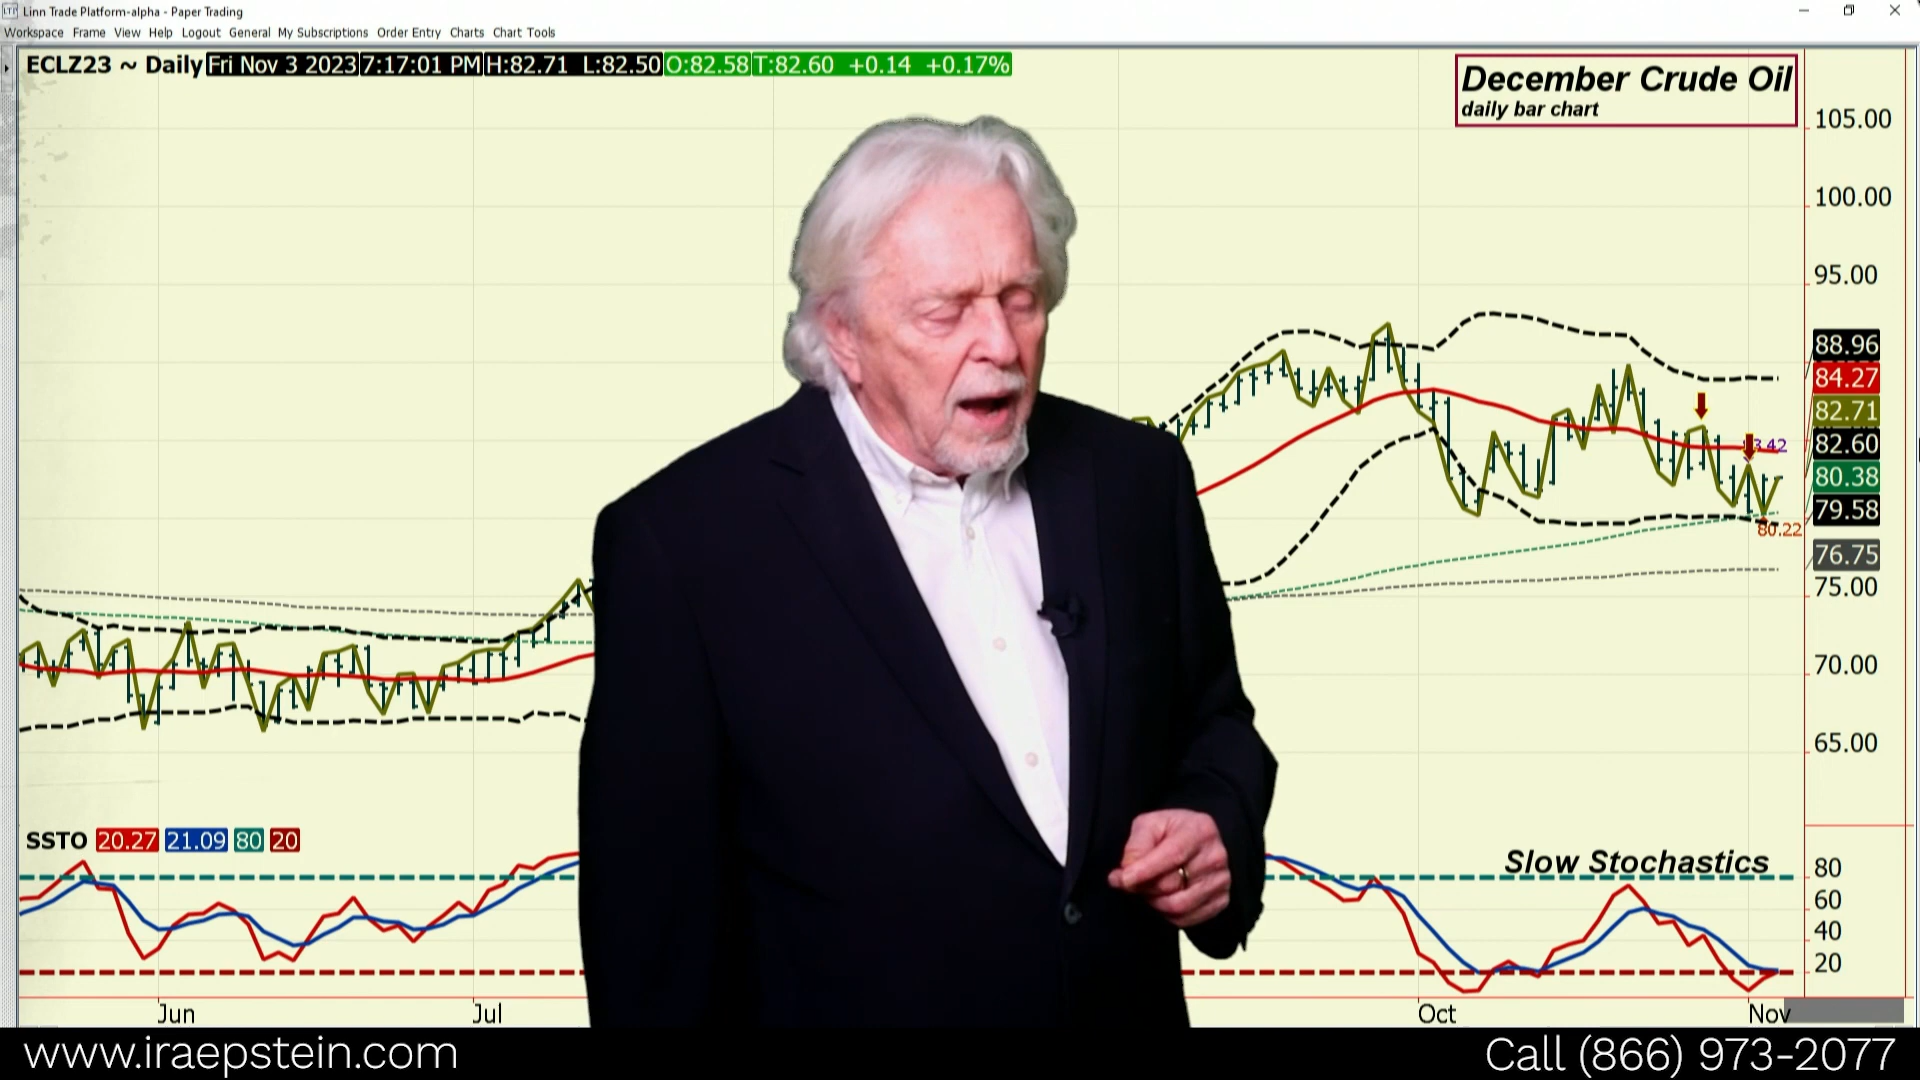 Linn Trade Platform-alpha - Paper Trading
Workspace Frame View Help Logout General My Subscriptions Order Entry Charts Chart Tools
ECLZ23 ~ Daily Fri Nov 3 2023 7:17:01 PM H:82.71 L:82.50 O:82.58 T:82.60 +0.14 +0.17%
December Crude Oil
daily bar chart
105.00
100.00
95.00
88.96
84.27
82.71
82.60
80.38
79.58
80.22
76.75
75.00
70.00
65.00
SSTO 20.27 21.09 80 20
Slow Stochastics
80
60
40
20
Jun Jul Oct Nov
www.iraepstein.com
Call (866) 973-2077